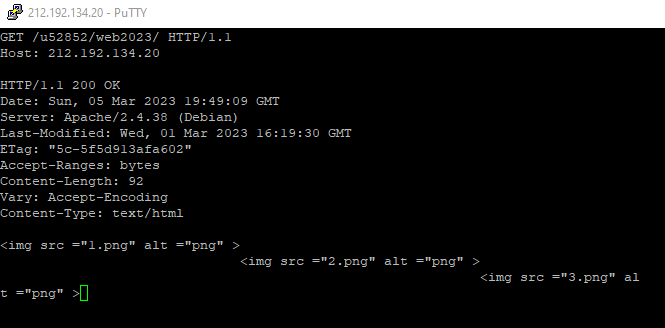 212.192.134.20 - PuTTY
GET /u52852/web2023/ HTTP/1.1
Host: 212.192.134.20
HTTP/1.1 200 OK
Date: Sun, 05 Mar 2023 19:49:09 GMT
Server: Apache/2.4.38 (Debian)
Last-Modified: Wed, 01 Mar 2023 16:19:30 GMT
ETag: "5c-5f5d913afa602"
Accept-Ranges: bytes
Content-Length: 92
Vary: Accept-Encoding
Content-Type: text/html
<img src ="1.png" alt ="png" >
<img src ="2.png" alt ="png" >
<img src ="3.png" al
t ="png" >